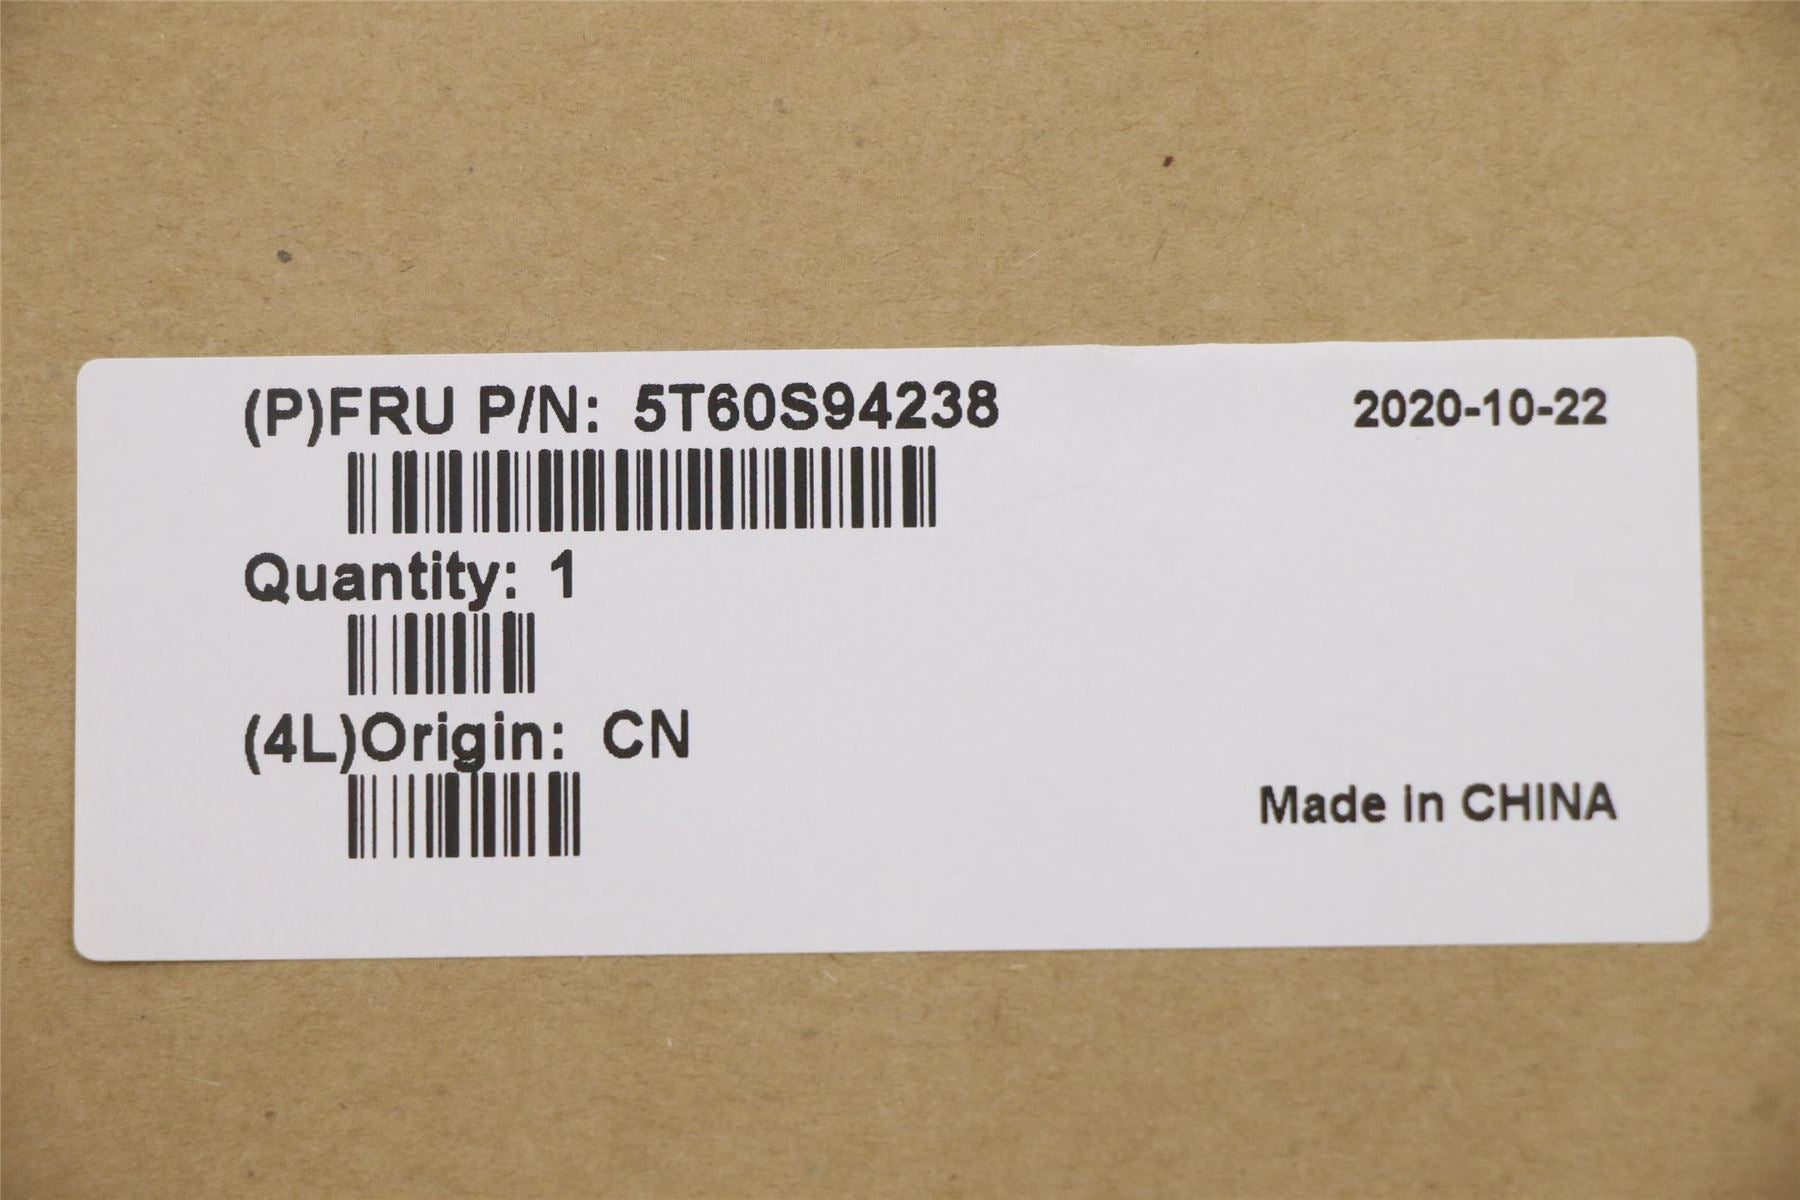 (P)FRU P/N: 5T60S94238
2020-10-22
Quantity: 1
(4L)Origin: CN
Made in CHINA